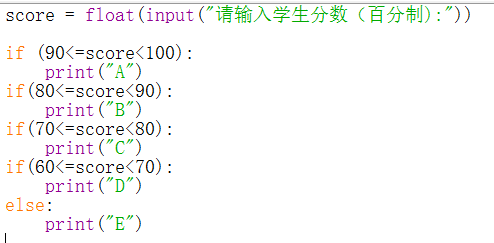 score = float(input("请输入学生分数（百分制):"))
if (90<=score<100):
    print("A")
if(80<=score<90):
    print("B")
if(70<=score<80):
    print("C")
if(60<=score<70):
    print("D")
else:
    print("E")